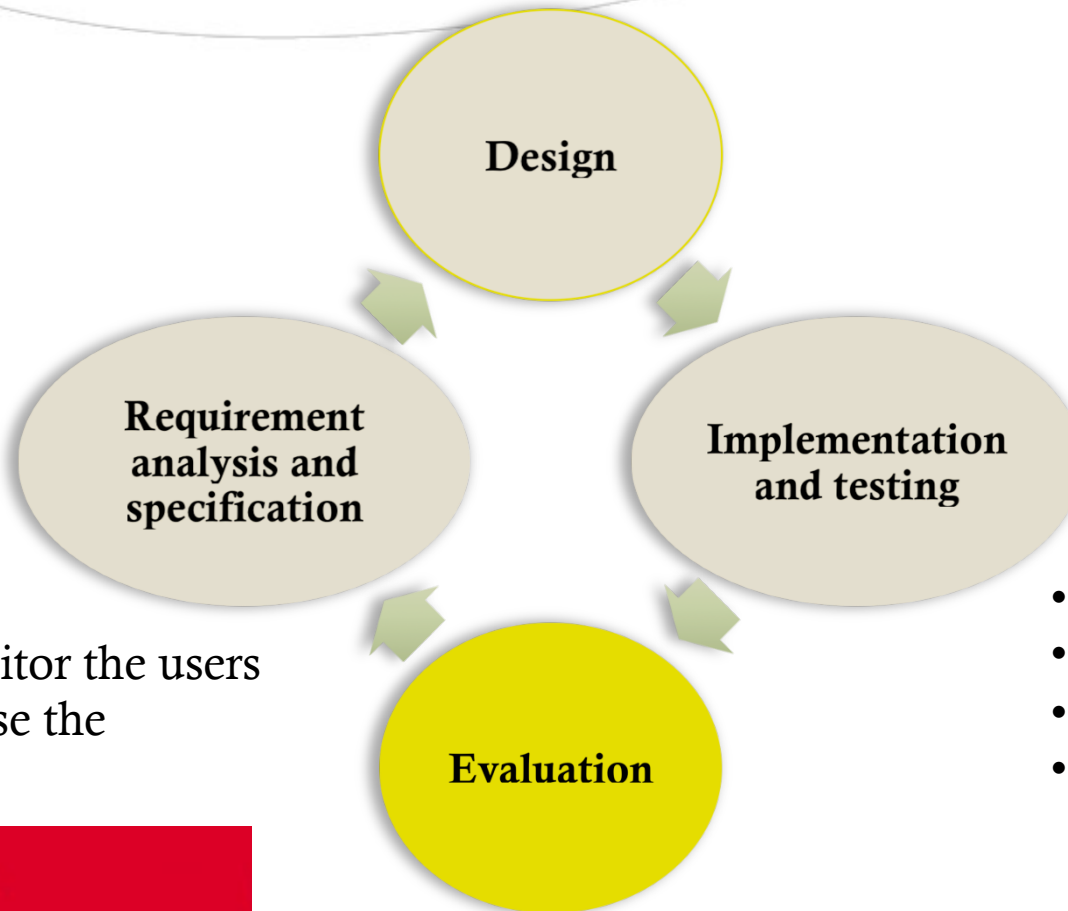 Design
Requirement
analysis and
specification
Implementation
and testing
itor the users
se the
Evaluation
•
•
•
•